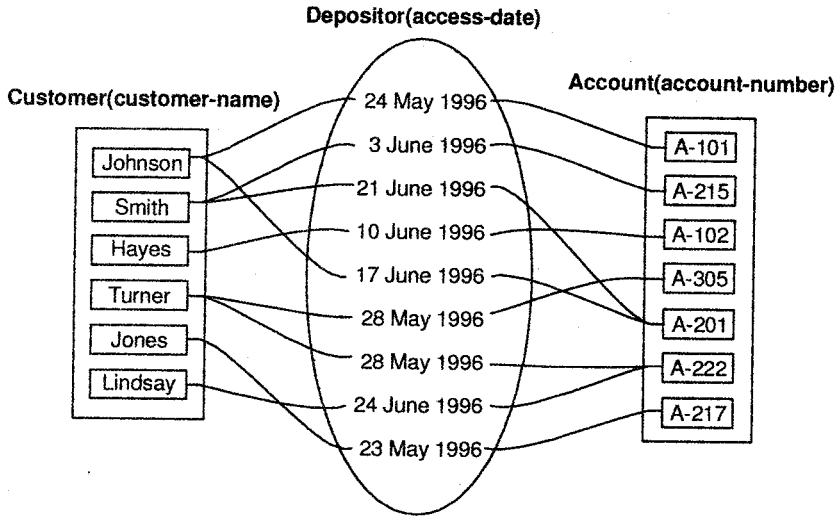 Depositor(access-date)
Customer(customer-name)
Account(account-number)
Johnson
Smith
Hayes
Turner
Jones
Lindsay
24 May 1996
3 June 1996
21 June 1996
10 June 1996
17 June 1996
28 May 1996
28 May 1996
24 June 1996
23 May 1996
A-101
A-215
A-102
A-305
A-201
A-222
A-217